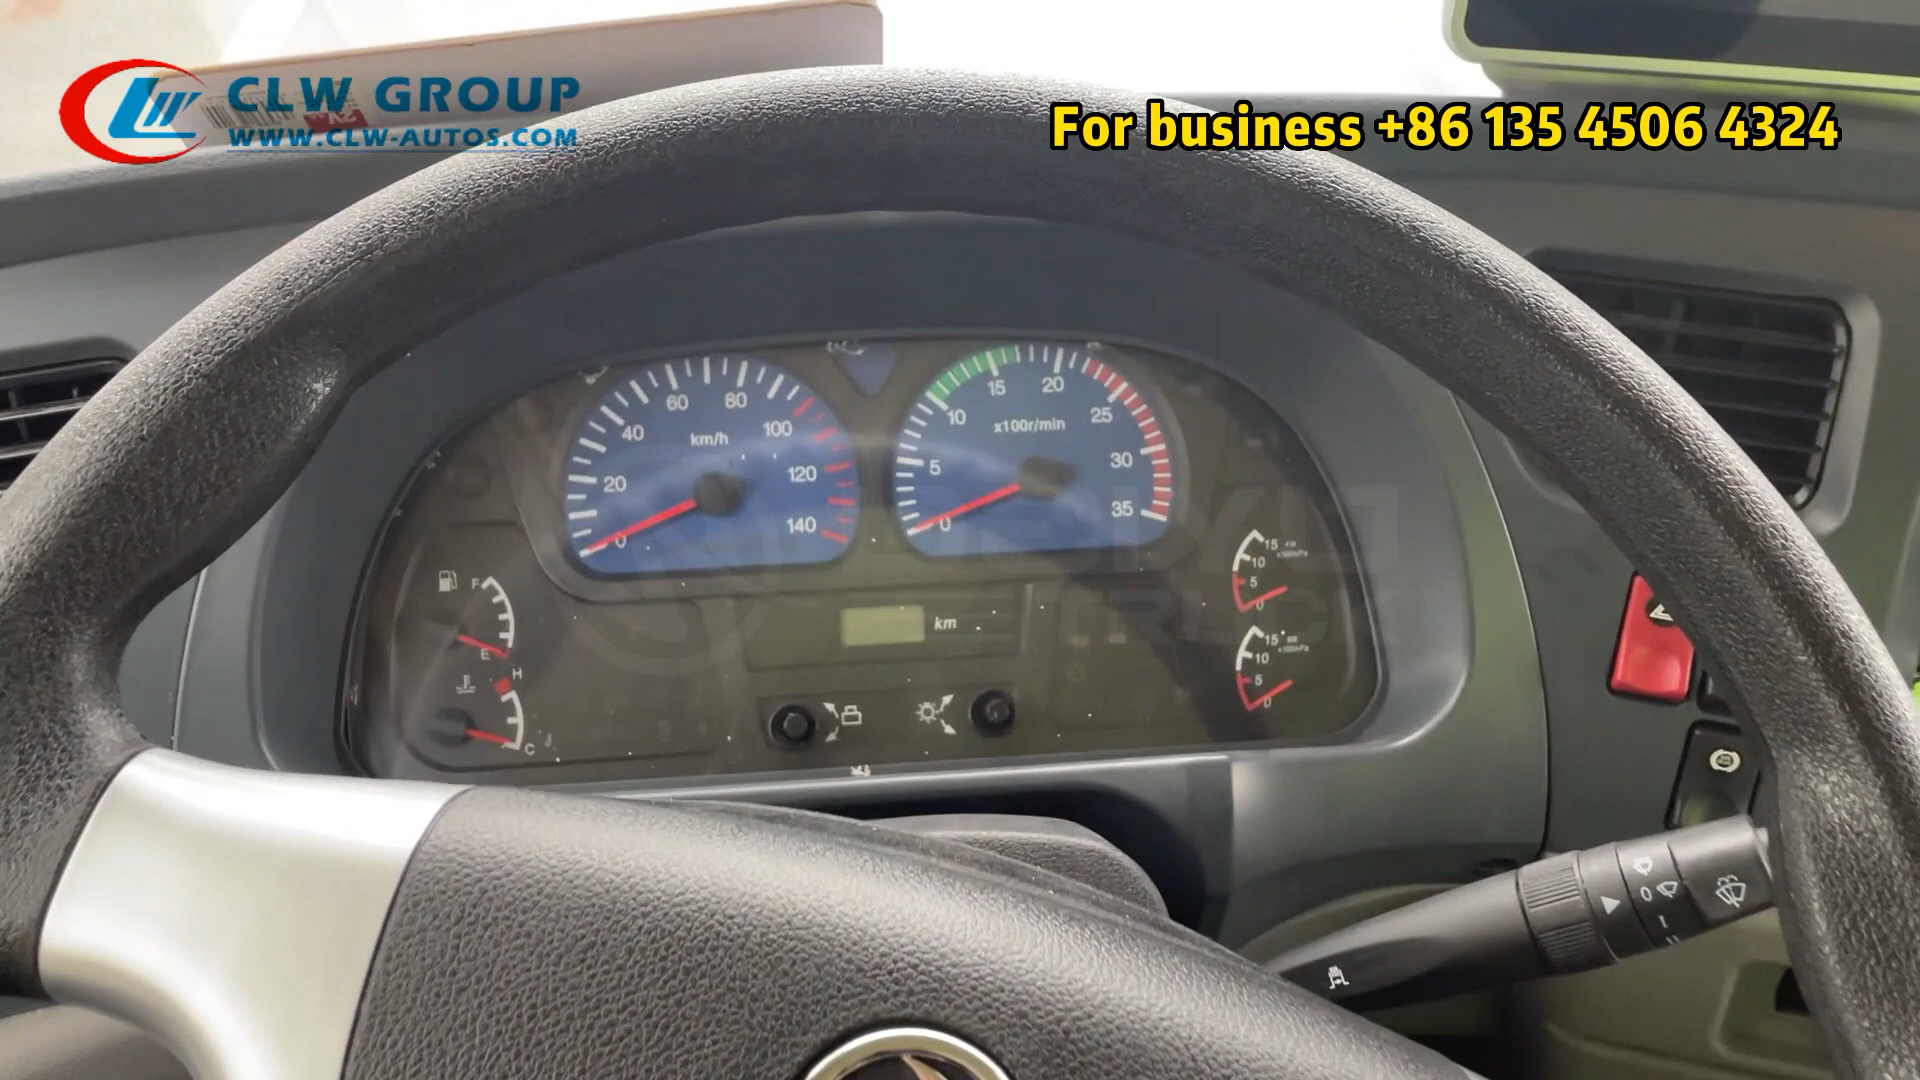 CLW GROUP
WWW.CLW-AUTOS.COM
For business +86 135 4506 4324
60 80
40 km/h 100
20 120
0 140
15 20
10 x100r/min 25
5 30
0 35
F
E
H
C
km
15
10
5
0
15
10
5
0
0
I